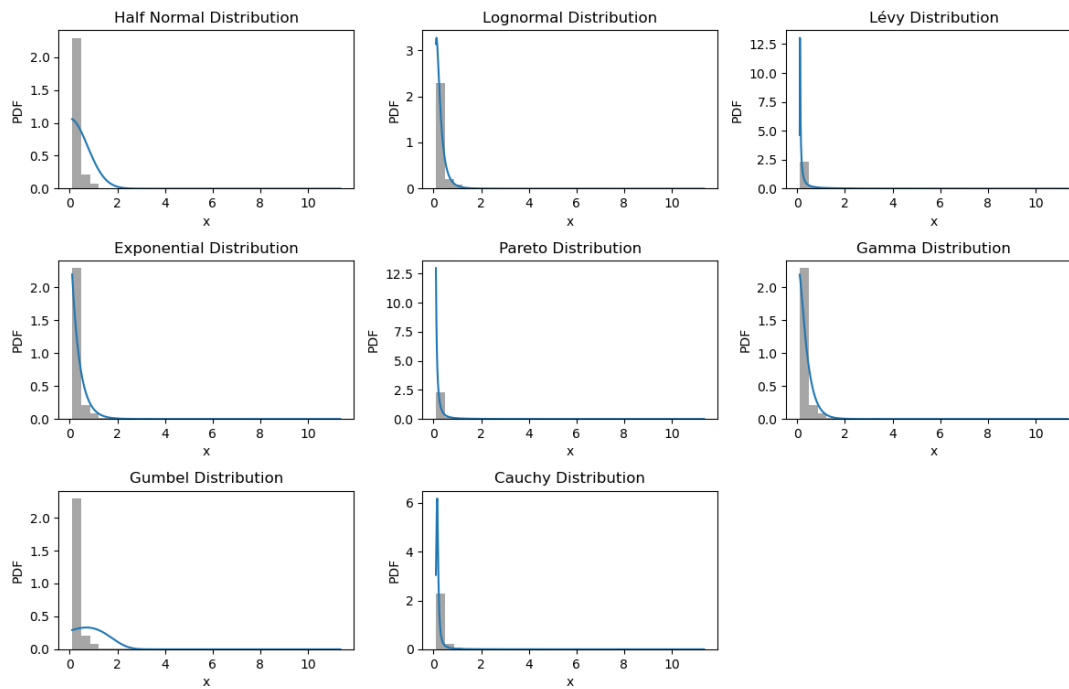 Half Normal Distribution
PDF
2.0
1.5
1.0
0.5
0.0
0 2 4 6 8 10
x
Lognormal Distribution
PDF
3
2
1
0
0 2 4 6 8 10
x
Lévy Distribution
PDF
12.5
10.0
7.5
5.0
2.5
0.0
0 2 4 6 8 10
x
Exponential Distribution
PDF
2.0
1.5
1.0
0.5
0.0
0 2 4 6 8 10
x
Pareto Distribution
PDF
12.5
10.0
7.5
5.0
2.5
0.0
0 2 4 6 8 10
x
Gamma Distribution
PDF
2.0
1.5
1.0
0.5
0.0
0 2 4 6 8 10
x
Gumbel Distribution
PDF
2.0
1.5
1.0
0.5
0.0
0 2 4 6 8 10
x
Cauchy Distribution
PDF
6
4
2
0
0 2 4 6 8 10
x